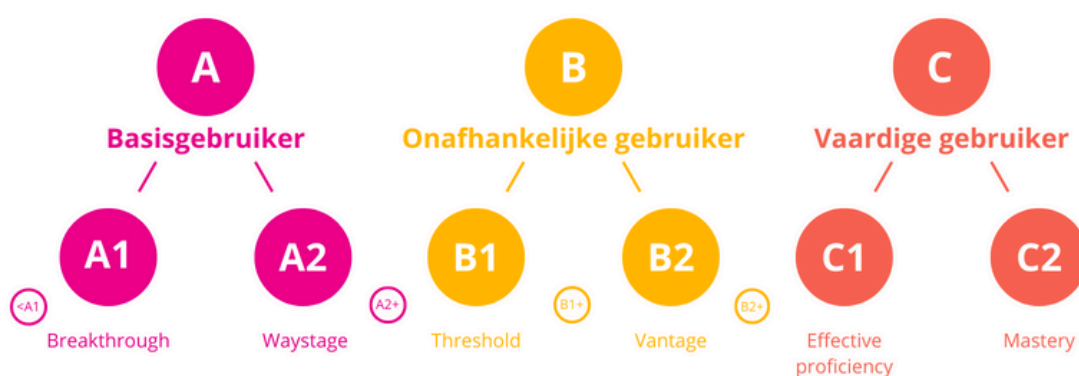 A
B
C
Basisgebruiker
Onafhankelijke gebruiker
Vaardige gebruiker
A1
A2
B1
B2
C1
C2
<A1
A2+
B1+
B2+
Breakthrough
Waystage
Threshold
Vantage
Effective
proficiency
Mastery